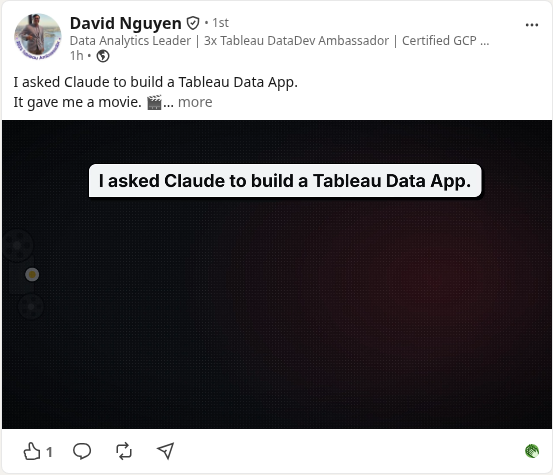 David Nguyen • 1st
Data Analytics Leader | 3x Tableau DataDev Ambassador | Certified GCP ...
1h •
I asked Claude to build a Tableau Data App.
It gave me a movie. 🎬... more
I asked Claude to build a Tableau Data App.
1